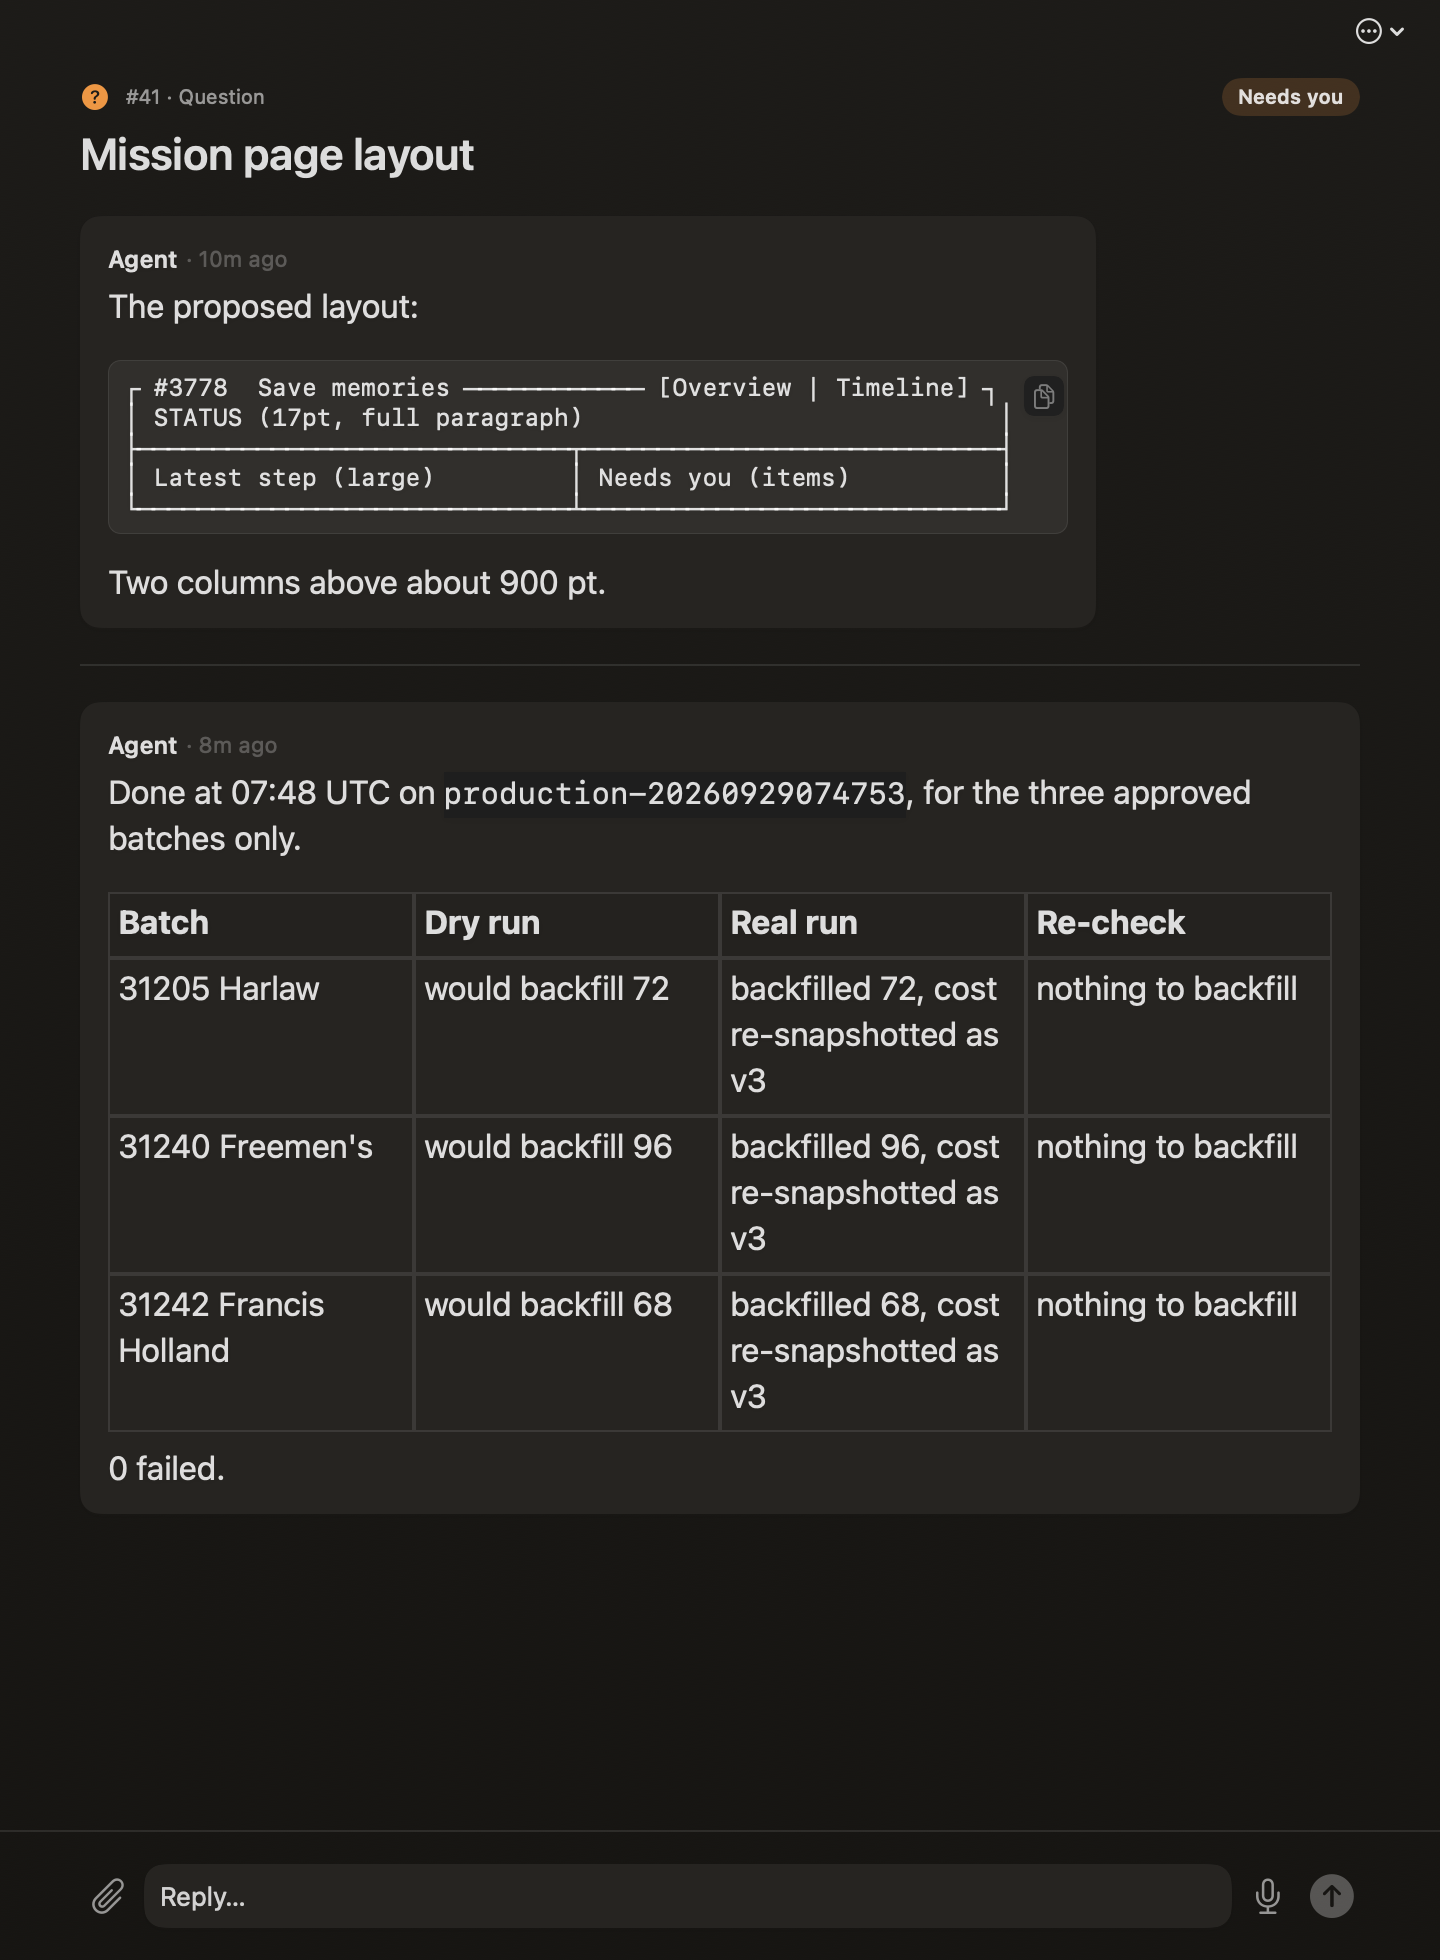 #41 · Question
Needs you
Mission page layout
Agent · 10m ago
The proposed layout:
┌ #3778  Save memories ──────────── [Overview | Timeline] ┐
│ STATUS (17pt, full paragraph)                            │
├─────────────────────────────┬────────────────────────────┤
│ Latest step (large)         │ Needs you (items)          │
└─────────────────────────────┴────────────────────────────┘
Two columns above about 900 pt.
Agent · 8m ago
Done at 07:48 UTC on production-20260929074753, for the three approved
batches only.
Batch | Dry run | Real run | Re-check
31205 Harlaw | would backfill 72 | backfilled 72, cost | nothing to backfill
re-snapshotted as
v3
31240 Freemen's | would backfill 96 | backfilled 96, cost | nothing to backfill
re-snapshotted as
v3
31242 Francis | would backfill 68 | backfilled 68, cost | nothing to backfill
Holland | re-snapshotted as
v3
0 failed.
Reply...